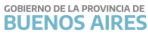 GOBIERNO DE LA PROVINCIA DE
BUENOS AIRES